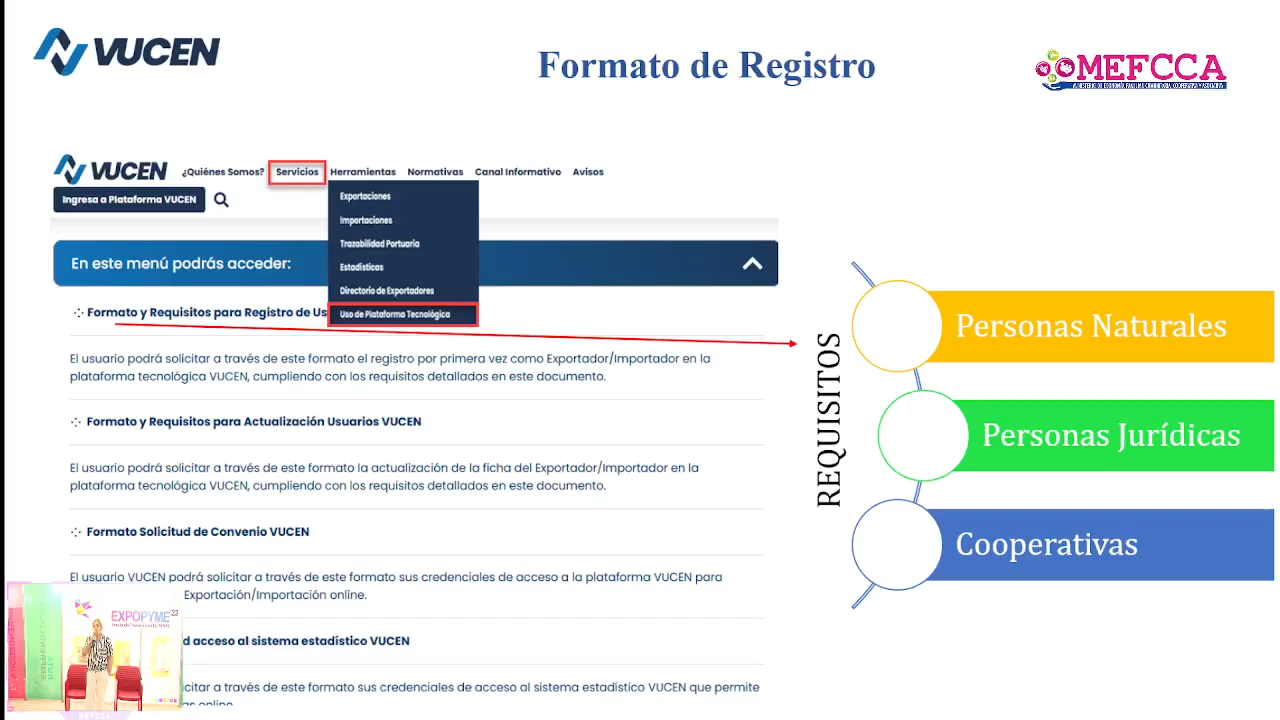 VUCEN
Formato de Registro
MEFCCA
VUCEN
¿Quiénes Somos?
Servicios
Herramientas
Normativas
Canal Informativo
Avisos
Ingresa a Plataforma VUCEN
Exportaciones
Importaciones
Trazabilidad Portuaria
Estadísticas
Directorio de Exportadores
Uso de Plataforma Tecnológica
En este menú podrás acceder:
Formato y Requisitos para Registro de Us
El usuario podrá solicitar a través de este formato el registro por primera vez como Exportador/Importador en la
plataforma tecnológica VUCEN, cumpliendo con los requisitos detallados en este documento.
Formato y Requisitos para Actualización Usuarios VUCEN
El usuario podrá solicitar a través de este formato la actualización de la ficha del Exportador/Importador en la
plataforma tecnológica VUCEN, cumpliendo con los requisitos detallados en este documento.
Formato Solicitud de Convenio VUCEN
El usuario VUCEN podrá solicitar a través de este formato sus credenciales de acceso a la plataforma VUCEN para
Exportación/Importación online.
d acceso al sistema estadístico VUCEN
icitar a través de este formato sus credenciales de acceso al sistema estadístico VUCEN que permite
as online.
REQUISITOS
Personas Naturales
Personas Jurídicas
Cooperativas
EXPOPYME 23